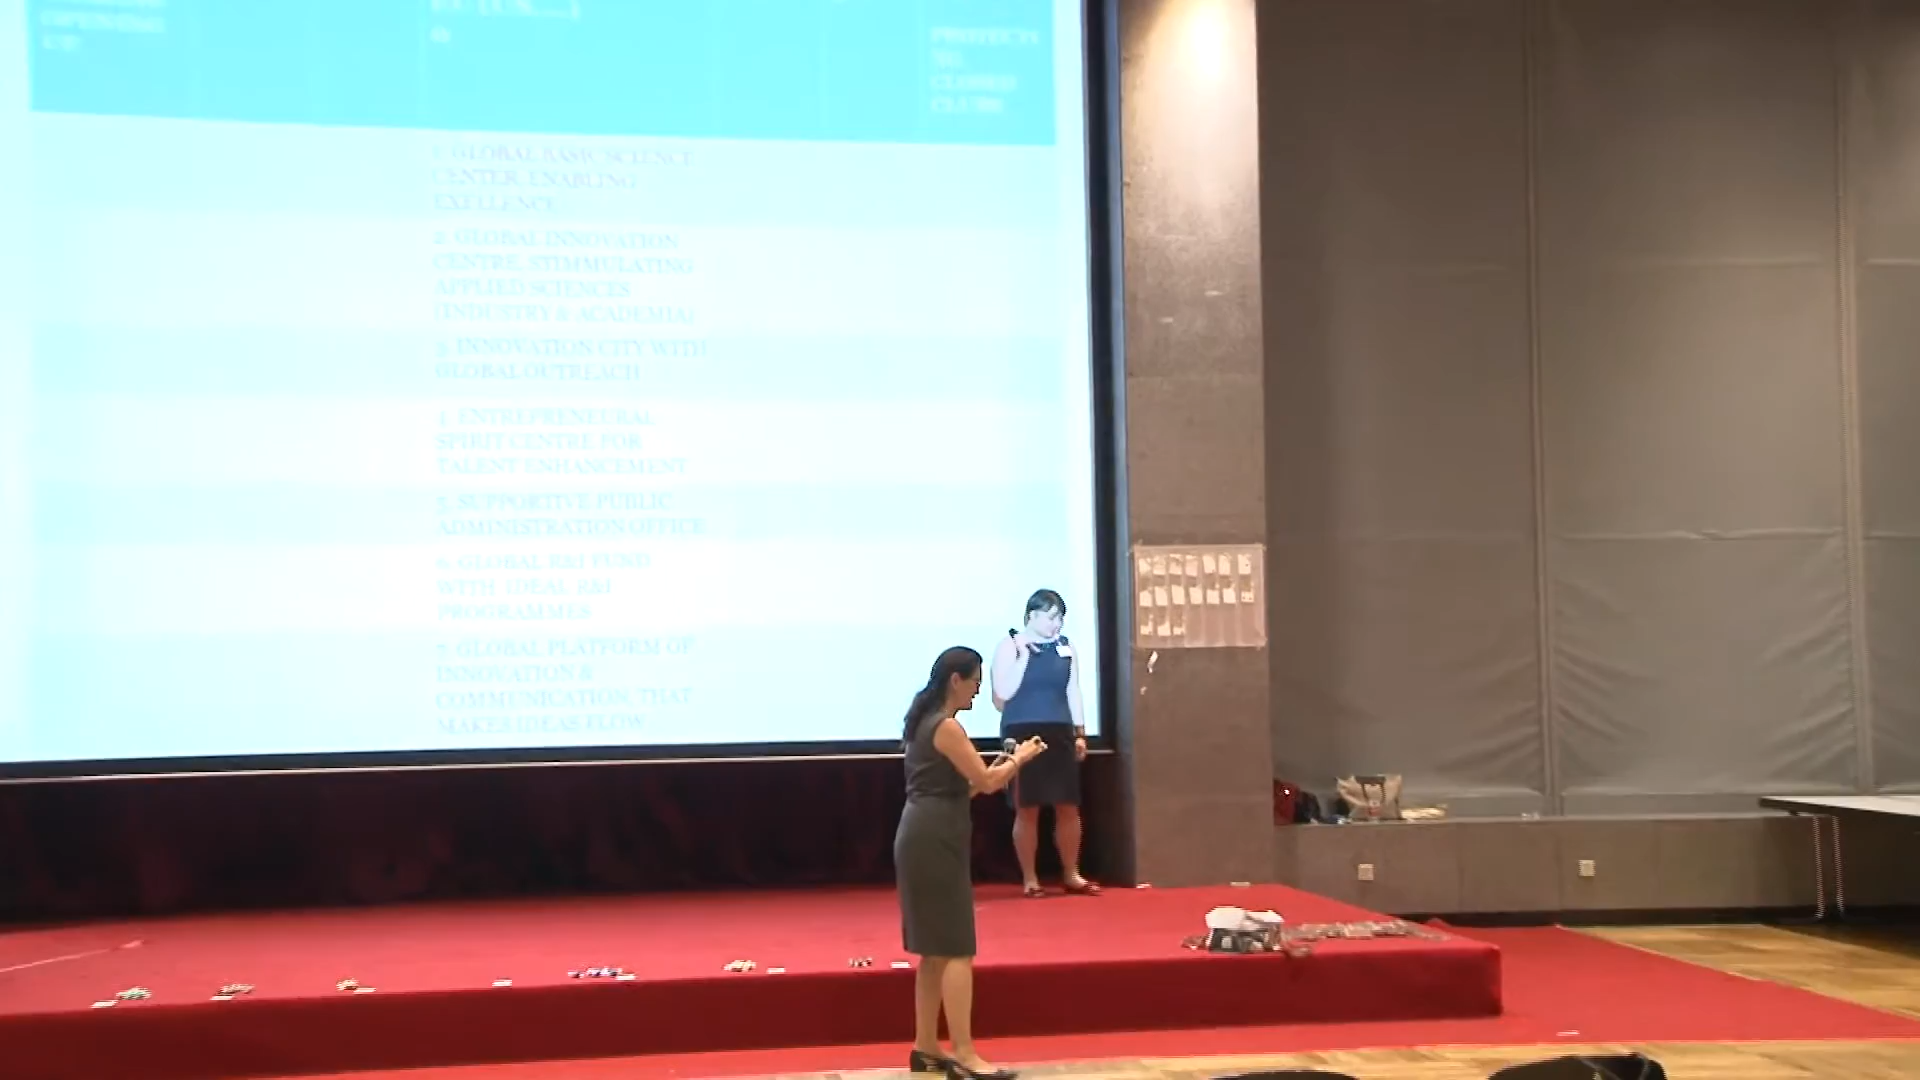 1. GLOBAL BASIC SCIENCE
CENTER, ENABLING
EXELLENCE
2. GLOBAL INNOVATION
CENTRE, STIMMULATING
APPLIED SCIENCES
(INDUSTRY & ACADEMIA)
3. INNOVATION CITY WITH
GLOBAL OUTREACH
4. ENTREPRENEURAL
SPIRIT CENTRE FOR
TALENT ENHANCEMENT
5. SUPPORTIVE PUBLIC
ADMINISTRATION OFFICE
6. GLOBAL R&I FUND
WITH IDEAL R&I
PROGRAMMES
7. GLOBAL PLATFORM OF
INNOVATION &
COMMUNICATION, THAT
MAKES IDEAS FLOW
CLOSED